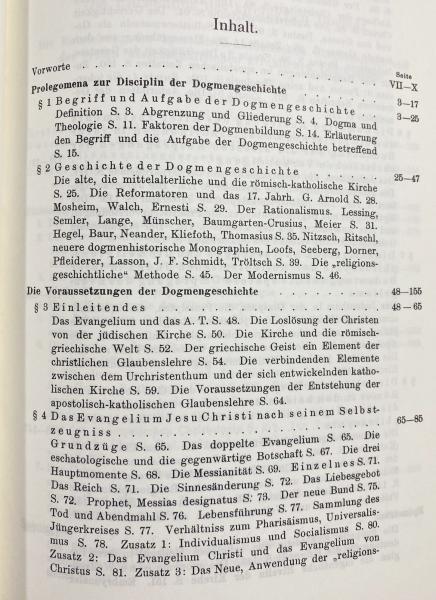 Inhalt.
Seite
Vorworte . . . . . . . . . . . . . . . . . . . . VII—X
Prolegomena zur Disciplin der Dogmengeschichte
§ 1 Begriff und Aufgabe der Dogmengeschichte . . . 3—17
Definition S. 3. Abgrenzung und Gliederung S. 4. Dogma und 3—25
Theologie S. 11. Faktoren der Dogmenbildung S. 14. Erläuterung
den Begriff und die Aufgabe der Dogmengeschichte betreffend
S. 15.
§ 2 Geschichte der Dogmengeschichte . . . . . . 25—47
Die alte, die mittelalterliche und die römisch-katholische Kirche
S. 25. Die Reformatoren und das 17. Jahrh. G. Arnold S. 28.
Mosheim, Walch, Ernesti S. 29. Der Rationalismus. Lessing,
Semler, Lange, Münscher, Baumgarten-Crusius, Meier S. 31.
Hegel, Baur, Neander, Kliefoth, Thomasius S. 35. Nitzsch, Ritschl,
neuere dogmenhistorische Monographien, Loofs, Seeberg, Dorner,
Pfleiderer, Lasson, J. F. Schmidt, Tröltsch S. 39. Die „religions-
geschichtliche“ Methode S. 45. Der Modernismus S. 46.
Die Voraussetzungen der Dogmengeschichte . . . . . . . . 48—155
§ 3 Einleitendes . . . . . . . . . . . . . . . 48—65
Das Evangelium und das A. T. S. 48. Die Loslösung der Christen
von der jüdischen Kirche S. 50. Die Kirche und die römisch-
griechische Welt S. 52. Der griechische Geist ein Element der
christlichen Glaubenslehre S. 54. Die verbindenden Elemente
zwischen dem Urchristenthum und der sich entwickelnden katho-
lischen Kirche S. 59. Die Voraussetzungen der Entstehung der
apostolisch-katholischen Glaubenslehre S. 64.
§ 4 Das Evangelium Jesu Christi nach seinem Selbst-
zeugniss . . . . . . . . . . . . . . . . . . 65—85
Grundzüge S. 65. Das doppelte Evangelium S. 65. Die
eschatologische und die gegenwärtige Botschaft S. 67. Die drei
Hauptmomente S. 68. Die Messianität S. 69. Einzelnes S. 71.
Das Reich S. 71. Die Sinnesänderung S. 72. Das Liebesgebot
S. 72. Prophet, Messias designatus S. 73. Der neue Bund S. 75.
Tod und Abendmahl S. 76. Lebensführung S. 77. Sammlung des
Jüngerkreises S. 77. Verhältniss zum Pharisäismus, Universalis-
mus S. 78. Zusatz 1: Individualismus und Socialismus S. 80.
Zusatz 2: Das Evangelium Christi und das Evangelium von
Christus S. 81. Zusatz 3: Das Neue, Anwendung der „religions-